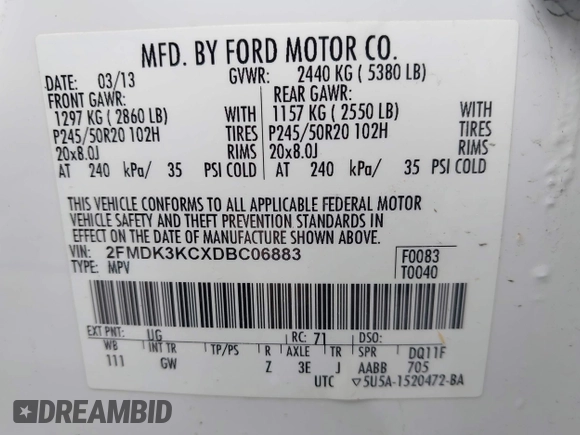 MFD. BY FORD MOTOR CO.
DATE: 03/13 GVWR: 2440 KG ( 5380 LB)
FRONT GAWR: REAR GAWR:
1297 KG ( 2860 LB) WITH 1157 KG ( 2550 LB) WITH
P245/50R20 102H TIRES P245/50R20 102H TIRES
20x8.0J RIMS 20x8.0J RIMS
AT 240 kPa/ 35 PSI COLD AT 240 kPa/ 35 PSI COLD
THIS VEHICLE CONFORMS TO ALL APPLICABLE FEDERAL MOTOR
VEHICLE SAFETY AND THEFT PREVENTION STANDARDS IN
EFFECT ON THE DATE OF MANUFACTURE SHOWN ABOVE.
VIN: 2FMDK3KCXDBC06883 F0083
TYPE: MPV T0040
EXT PNT: UG RC: 71 DSO:
WB INT TR TP/PS R AXLE TR SPR DQ11F
111 GW Z 3E J AABB 705
UTC ▽5U5A-1520472-BA
DREAMBID